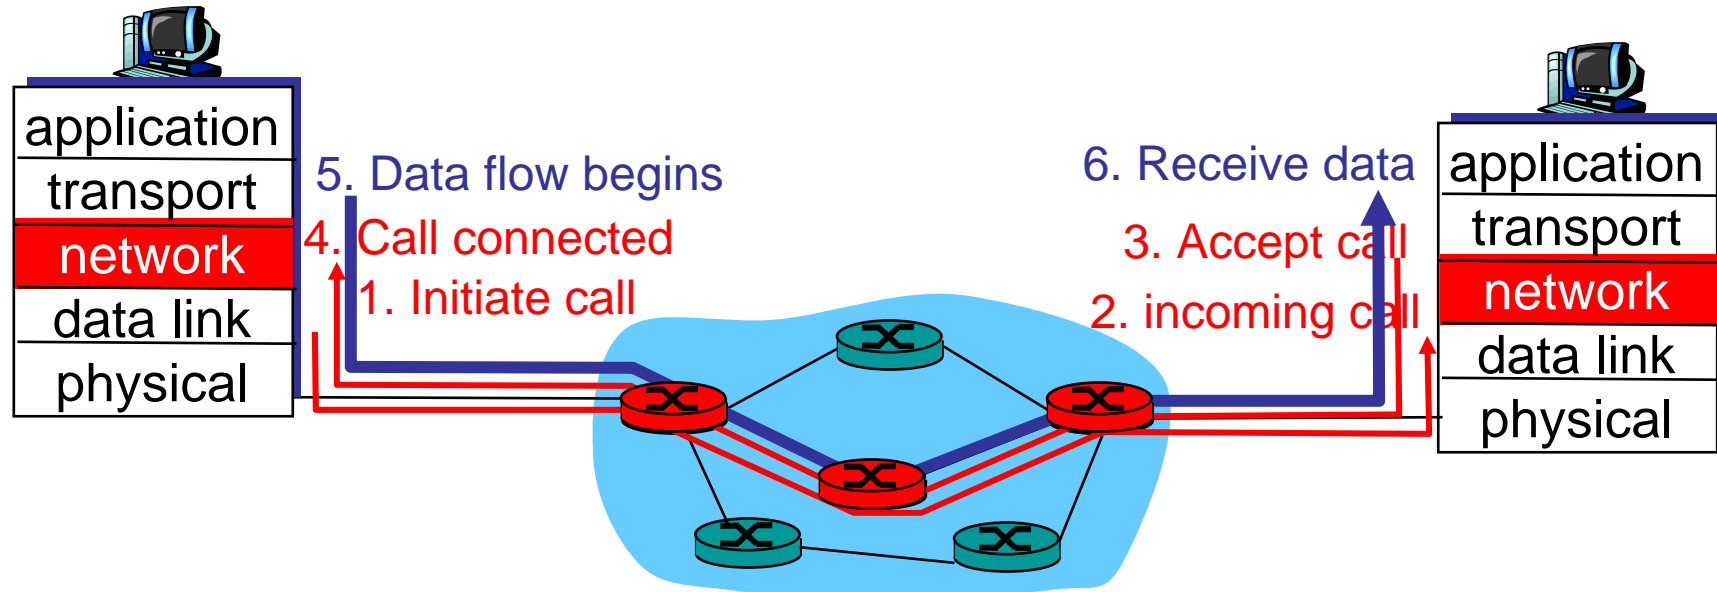 application
transport
network
data link
physical
5. Data flow begins
4. Call connected
1. Initiate call
6. Receive data
3. Accept call
2. incoming call
application
transport
network
data link
physical